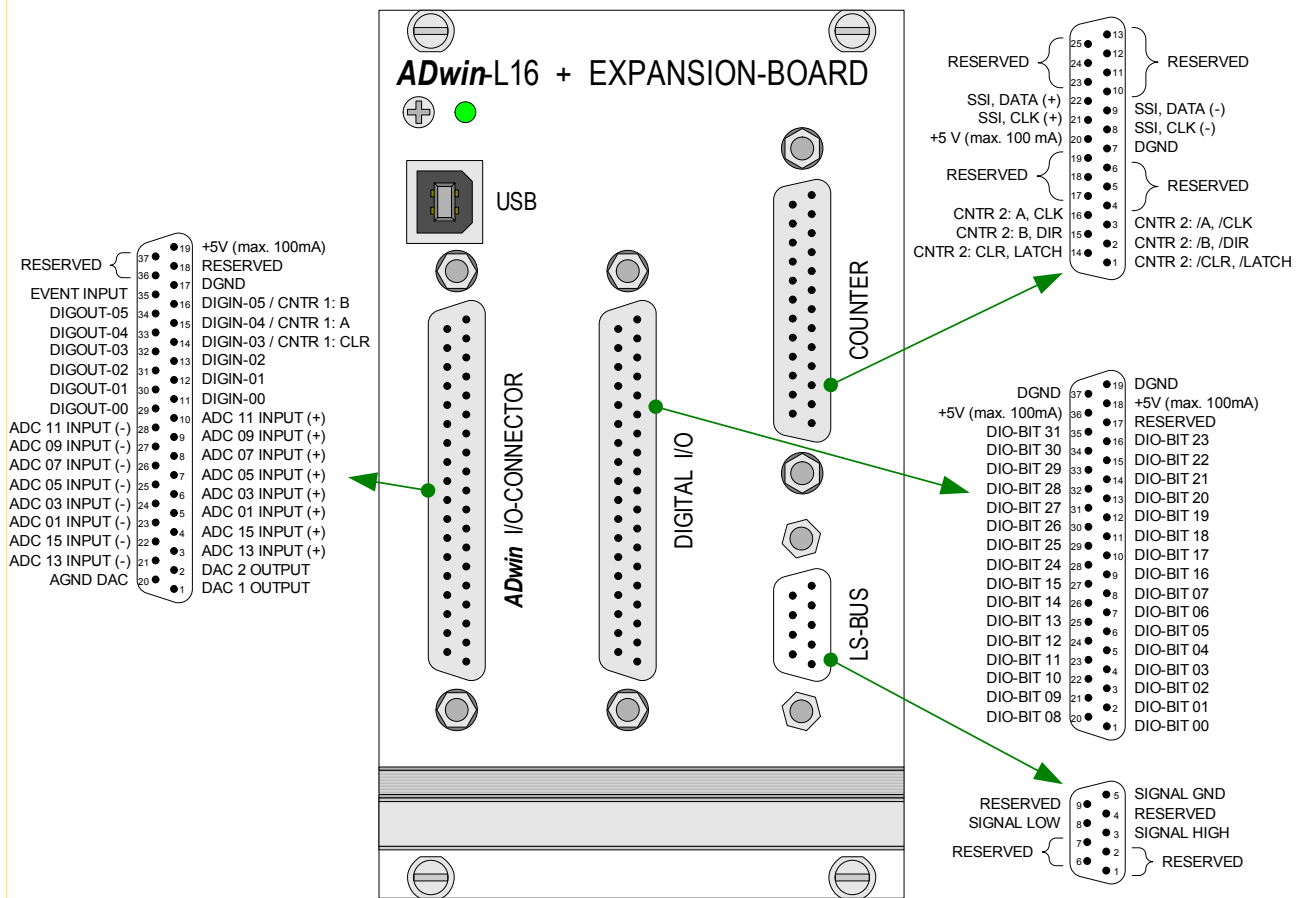 ADwin-L16 + EXPANSION-BOARD
USB
COUNTER
ADwin I/O-CONNECTOR
DIGITAL I/O
LS-BUS
19 +5V (max. 100mA)
RESERVED { 37
36
18 RESERVED
17 DGND
EVENT INPUT 35
16 DIGIN-05 / CNTR 1: B
DIGOUT-05 34
15 DIGIN-04 / CNTR 1: A
DIGOUT-04 33
14 DIGIN-03 / CNTR 1: CLR
DIGOUT-03 32
13 DIGIN-02
DIGOUT-02 31
12 DIGIN-01
DIGOUT-01 30
11 DIGIN-00
DIGOUT-00 29
10 ADC 11 INPUT (+)
ADC 11 INPUT (-) 28
9 ADC 09 INPUT (+)
ADC 09 INPUT (-) 27
8 ADC 07 INPUT (+)
ADC 07 INPUT (-) 26
7 ADC 05 INPUT (+)
ADC 05 INPUT (-) 25
6 ADC 03 INPUT (+)
ADC 03 INPUT (-) 24
5 ADC 01 INPUT (+)
ADC 01 INPUT (-) 23
4 ADC 15 INPUT (+)
ADC 15 INPUT (-) 22
3 ADC 13 INPUT (+)
ADC 13 INPUT (-) 21
2 DAC 2 OUTPUT
AGND DAC 20
1 DAC 1 OUTPUT
13
25
12
RESERVED { 24
11 } RESERVED
23
10
SSI, DATA (+) 22
9 SSI, DATA (-)
SSI, CLK (+) 21
8 SSI, CLK (-)
+5 V (max. 100 mA) 20
7 DGND
19
6
RESERVED { 18
5 } RESERVED
17
4
CNTR 2: A, CLK 16
3 CNTR 2: /A, /CLK
CNTR 2: B, DIR 15
2 CNTR 2: /B, /DIR
CNTR 2: CLR, LATCH 14
1 CNTR 2: /CLR, /LATCH
19 DGND
DGND 37
18 +5V (max. 100mA)
+5V (max. 100mA) 36
17 RESERVED
DIO-BIT 31 35
16 DIO-BIT 23
DIO-BIT 30 34
15 DIO-BIT 22
DIO-BIT 29 33
14 DIO-BIT 21
DIO-BIT 28 32
13 DIO-BIT 20
DIO-BIT 27 31
12 DIO-BIT 19
DIO-BIT 26 30
11 DIO-BIT 18
DIO-BIT 25 29
10 DIO-BIT 17
DIO-BIT 24 28
9 DIO-BIT 16
DIO-BIT 15 27
8 DIO-BIT 07
DIO-BIT 14 26
7 DIO-BIT 06
DIO-BIT 13 25
6 DIO-BIT 05
DIO-BIT 12 24
5 DIO-BIT 04
DIO-BIT 11 23
4 DIO-BIT 03
DIO-BIT 10 22
3 DIO-BIT 02
DIO-BIT 09 21
2 DIO-BIT 01
DIO-BIT 08 20
1 DIO-BIT 00
5 SIGNAL GND
RESERVED 9
4 RESERVED
SIGNAL LOW 8
3 SIGNAL HIGH
RESERVED { 7
2 } RESERVED
6
1